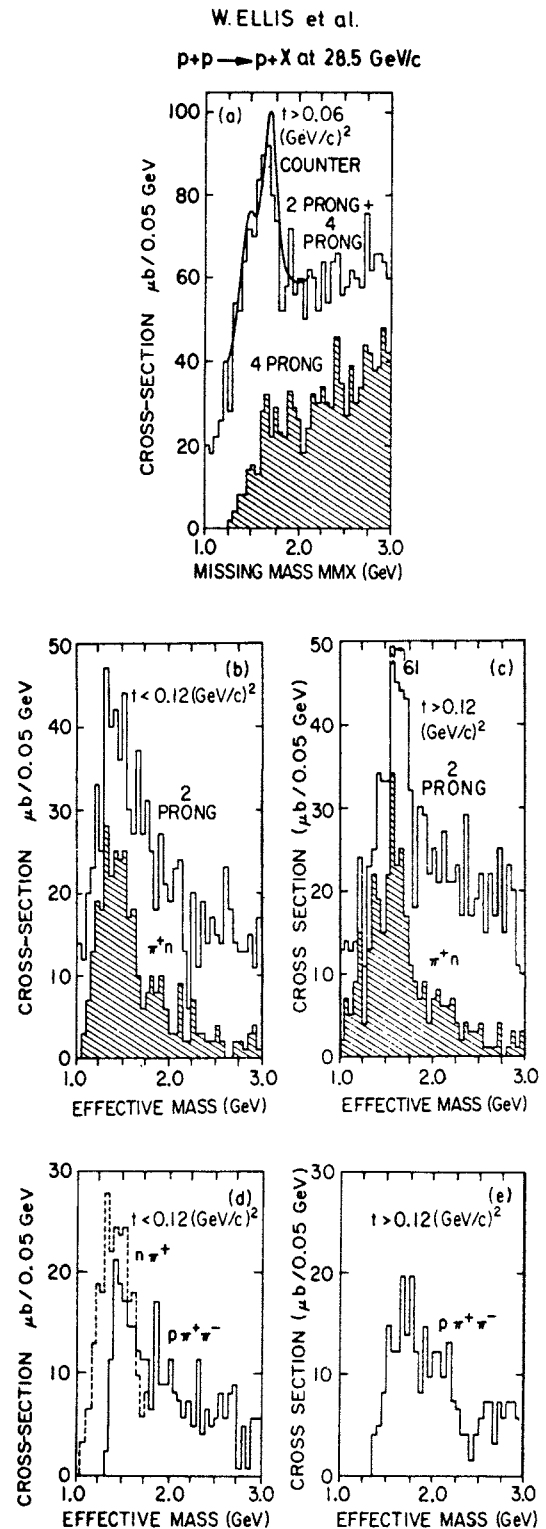 W. ELLIS et al.
p+p → p+X at 28.5 GeV/c
(a)
t > 0.06
(GeV/c)²
COUNTER
2 PRONG +
4
PRONG
4 PRONG
CROSS-SECTION μb/0.05 GeV
100
80
60
40
20
0
1.0 2.0 3.0
MISSING MASS MMX (GeV)
(b)
t < 0.12 (GeV/c)²
2
PRONG
π⁺n
CROSS-SECTION μb/0.05 GeV
50
40
30
20
10
0
1.0 2.0 3.0
EFFECTIVE MASS (GeV)
61
(c)
t > 0.12
(GeV/c)²
2
PRONG
π⁺n
CROSS SECTION (μb/0.05 GeV)
50
40
30
20
10
0
1.0 2.0 3.0
EFFECTIVE MASS (GeV)
(d)
t < 0.12 (GeV/c)²
n π⁺
p π⁺ π⁻
CROSS-SECTION μb/0.05 GeV
30
20
10
0
1.0 2.0 3.0
EFFECTIVE MASS (GeV)
(e)
t > 0.12 (GeV/c)²
p π⁺ π⁻
CROSS SECTION (μb/0.05 GeV)
30
20
10
0
1.0 2.0 3.0
EFFECTIVE MASS (GeV)